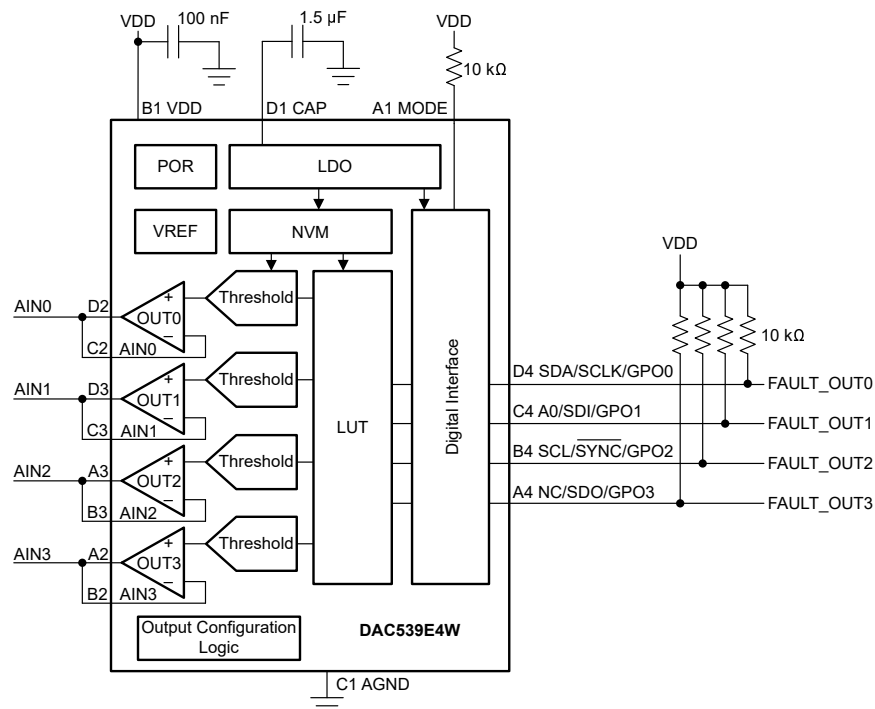 VDD
100 nF
1.5 µF
VDD
10 kΩ
B1 VDD
D1 CAP
A1 MODE
POR
LDO
VREF
NVM
VDD
AIN0
D2
+
OUT0
–
Threshold
C2 AIN0
10 kΩ
AIN1
D3
+
OUT1
–
Threshold
C3 AIN1
LUT
Digital Interface
D4 SDA/SCLK/GPO0
FAULT_OUT0
C4 A0/SDI/GPO1
FAULT_OUT1
AIN2
A3
+
OUT2
–
Threshold
B3 AIN2
B4 SCL/SYNC/GPO2
FAULT_OUT2
A4 NC/SDO/GPO3
FAULT_OUT3
AIN3
A2
+
OUT3
–
Threshold
B2 AIN3
Output Configuration
Logic
DAC539E4W
C1 AGND